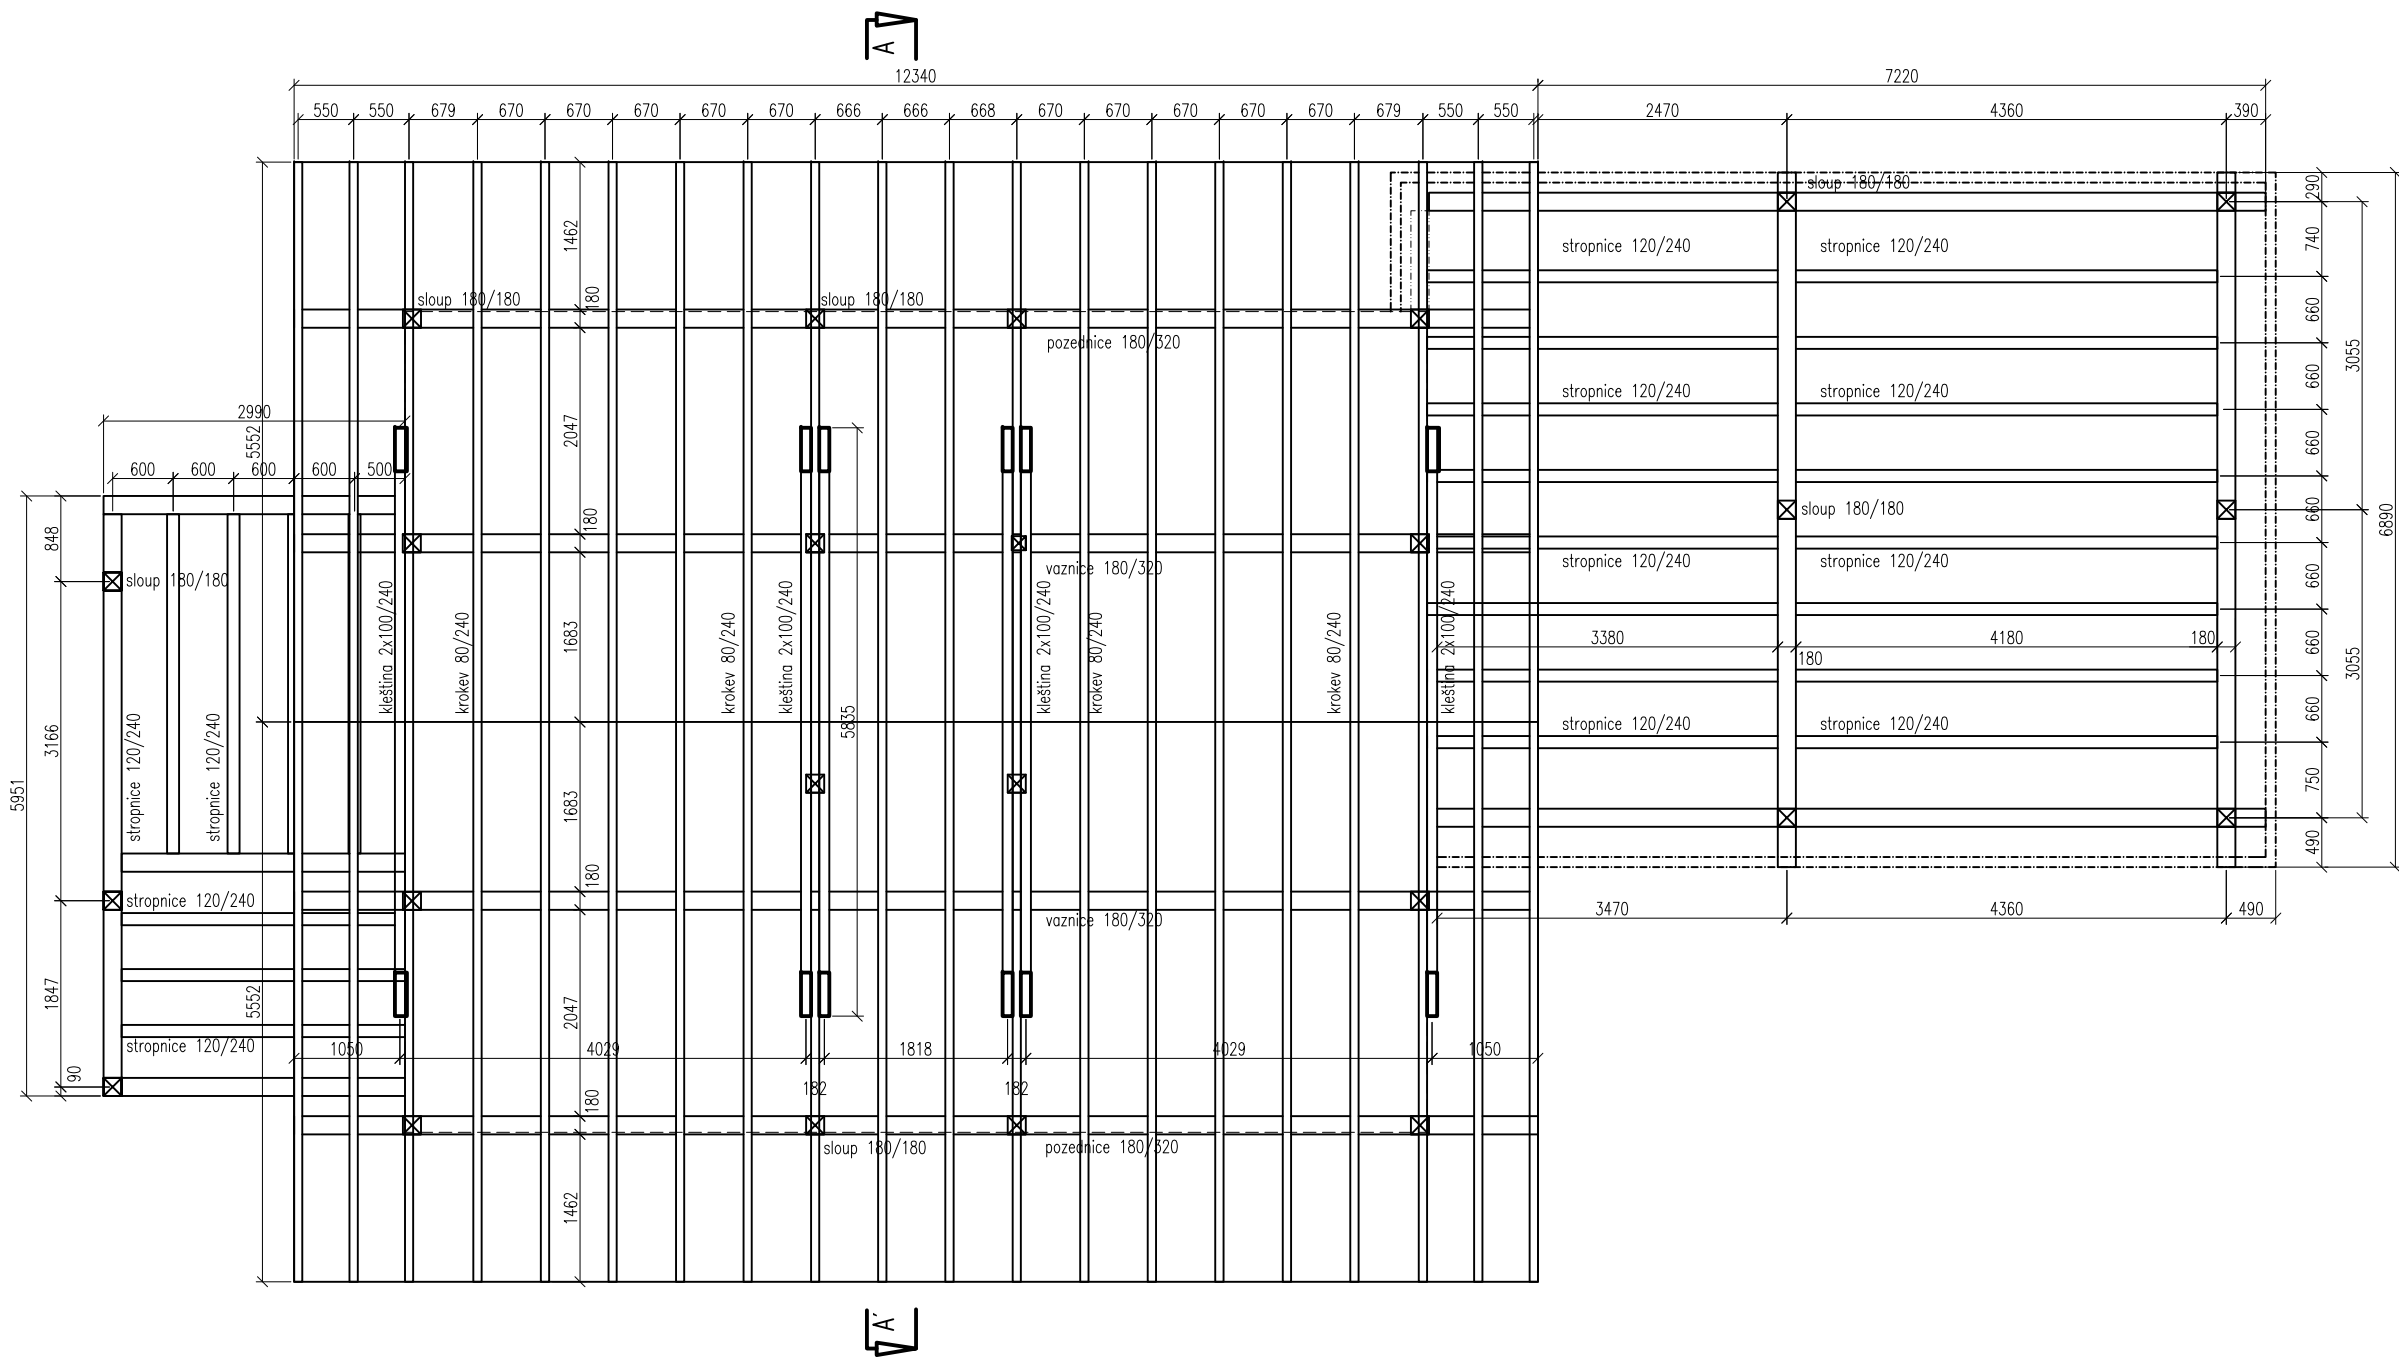 A
12340
7220
550 550 679 670 670 670 670 670 666 666 668 670 670 670 670 670 679 550 550 2470 4360 390
sloup 180/180
290
1462
740
stropnice 120/240
stropnice 120/240
180
sloup 180/180
sloup 180/180
660
pozednice 180/320
3055
660
stropnice 120/240
stropnice 120/240
2990
5552
2047
660
600 600 600 600 500
848
180
sloup 180/180
660
6890
vaznice 180/320
stropnice 120/240
stropnice 120/240
660
sloup 180/180
kleština 2x100/240
krokev 80/240
krokev 80/240
kleština 2x100/240
kleština 2x100/240
krokev 80/240
krokev 80/240
kleština 2x100/240
1683
3380
4180
180
180
660
3055
5835
660
stropnice 120/240
stropnice 120/240
3166
5951
stropnice 120/240
stropnice 120/240
1683
750
490
180
stropnice 120/240
vaznice 180/320
3470
4360
490
1847
5552
2047
stropnice 120/240
1050
4029
1818
4029
1050
90
182
182
180
sloup 180/180
pozednice 180/320
1462
A'